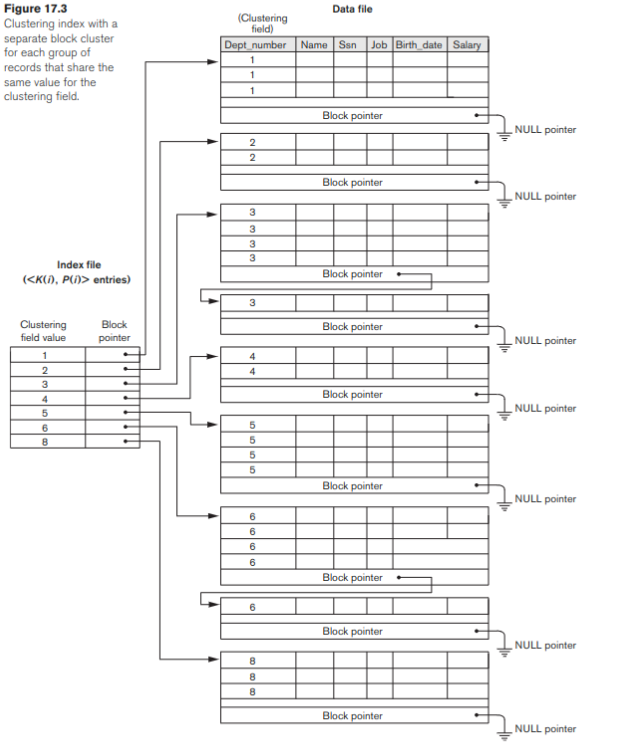 Figure 17.3
Clustering index with a
separate block cluster
for each group of
records that share the
same value for the
clustering field.
Data file
(Clustering
field)
Dept_number Name Ssn Job Birth_date Salary
1
1
1
Block pointer
NULL pointer
2
2
Block pointer
NULL pointer
3
3
3
3
Block pointer
3
Block pointer
NULL pointer
4
4
Block pointer
NULL pointer
5
5
5
5
Block pointer
NULL pointer
6
6
6
6
Block pointer
6
Block pointer
NULL pointer
8
8
8
Block pointer
NULL pointer
Index file
(<K(i), P(i)> entries)
Clustering
field value
Block
pointer
1
2
3
4
5
6
8